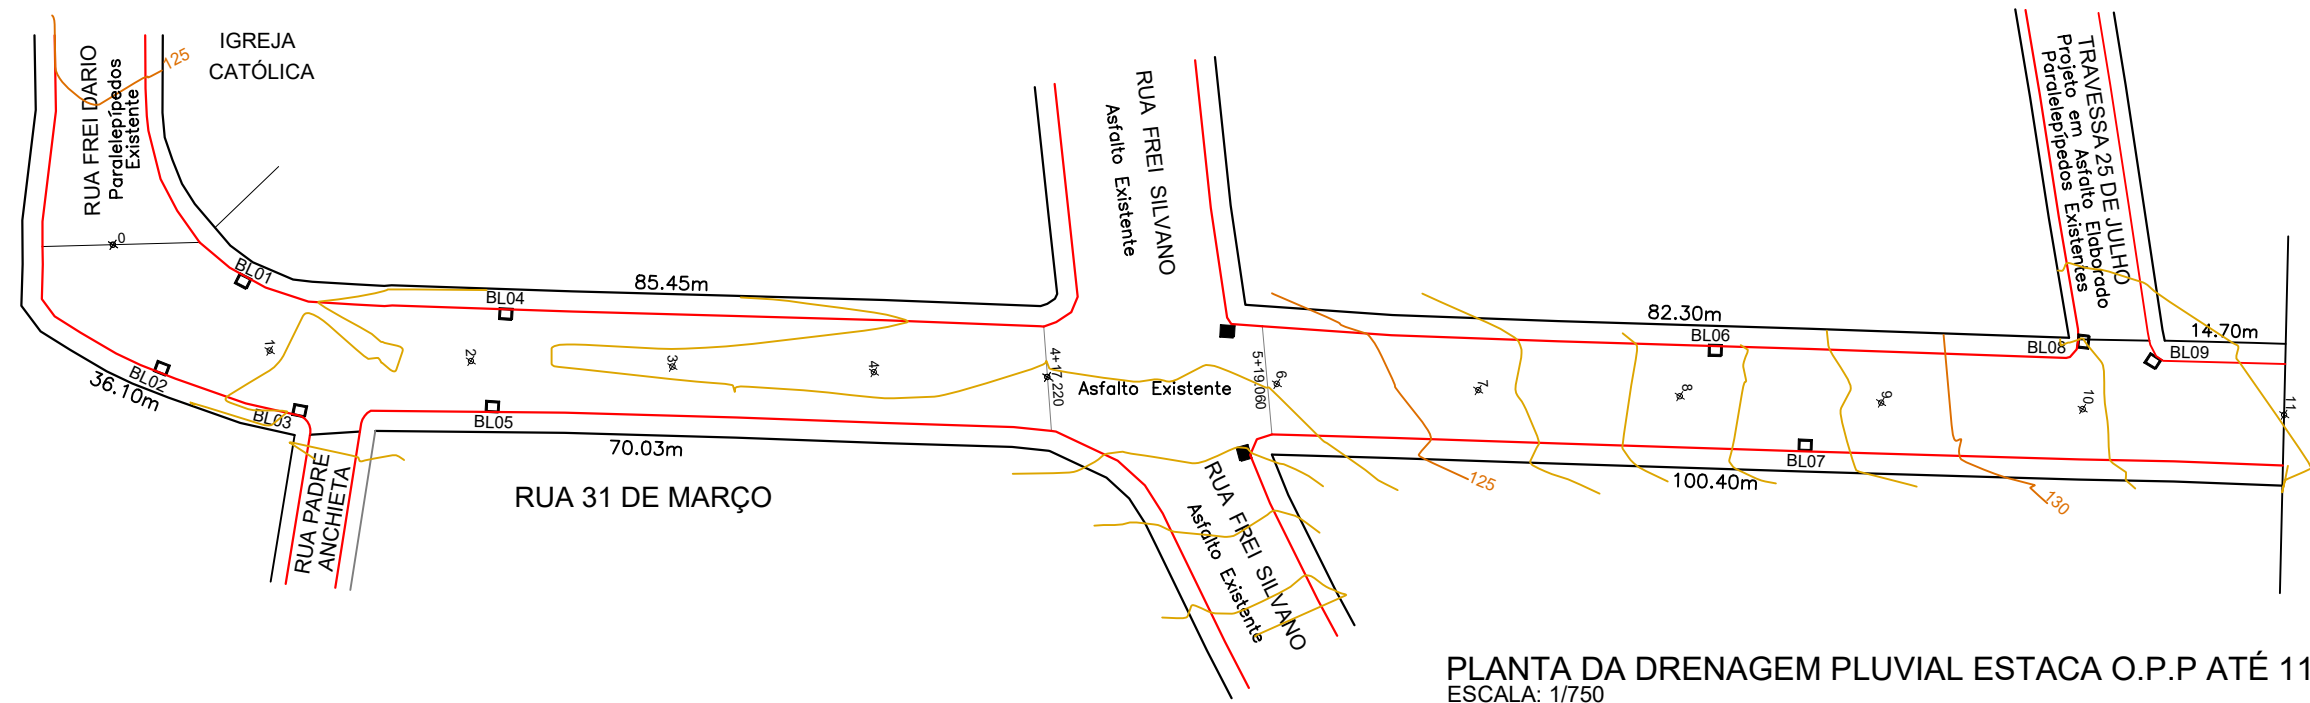 IGREJA
CATÓLICA
125
RUA FREI DARIO
Paralelepípedos
Existente
0
BL01
BL02
36.10m
BL03
1
BL04
85.45m
2
3
4
BL05
70.03m
RUA 31 DE MARÇO
RUA PADRE
ANCHIETA
RUA FREI SILVANO
Asfalto Existente
4+17,220
Asfalto Existente
5+19,060
6
RUA FREI SILVANO
Asfalto Existente
7
125
82.30m
BL06
8
BL07
100.40m
9
130
TRAVESSA 25 DE JULHO
Projeto em Asfalto Elaborado
Paralelepípedos Existentes
BL08
14.70m
BL09
10
11
PLANTA DA DRENAGEM PLUVIAL ESTACA O.P.P ATÉ 11
ESCALA: 1/750